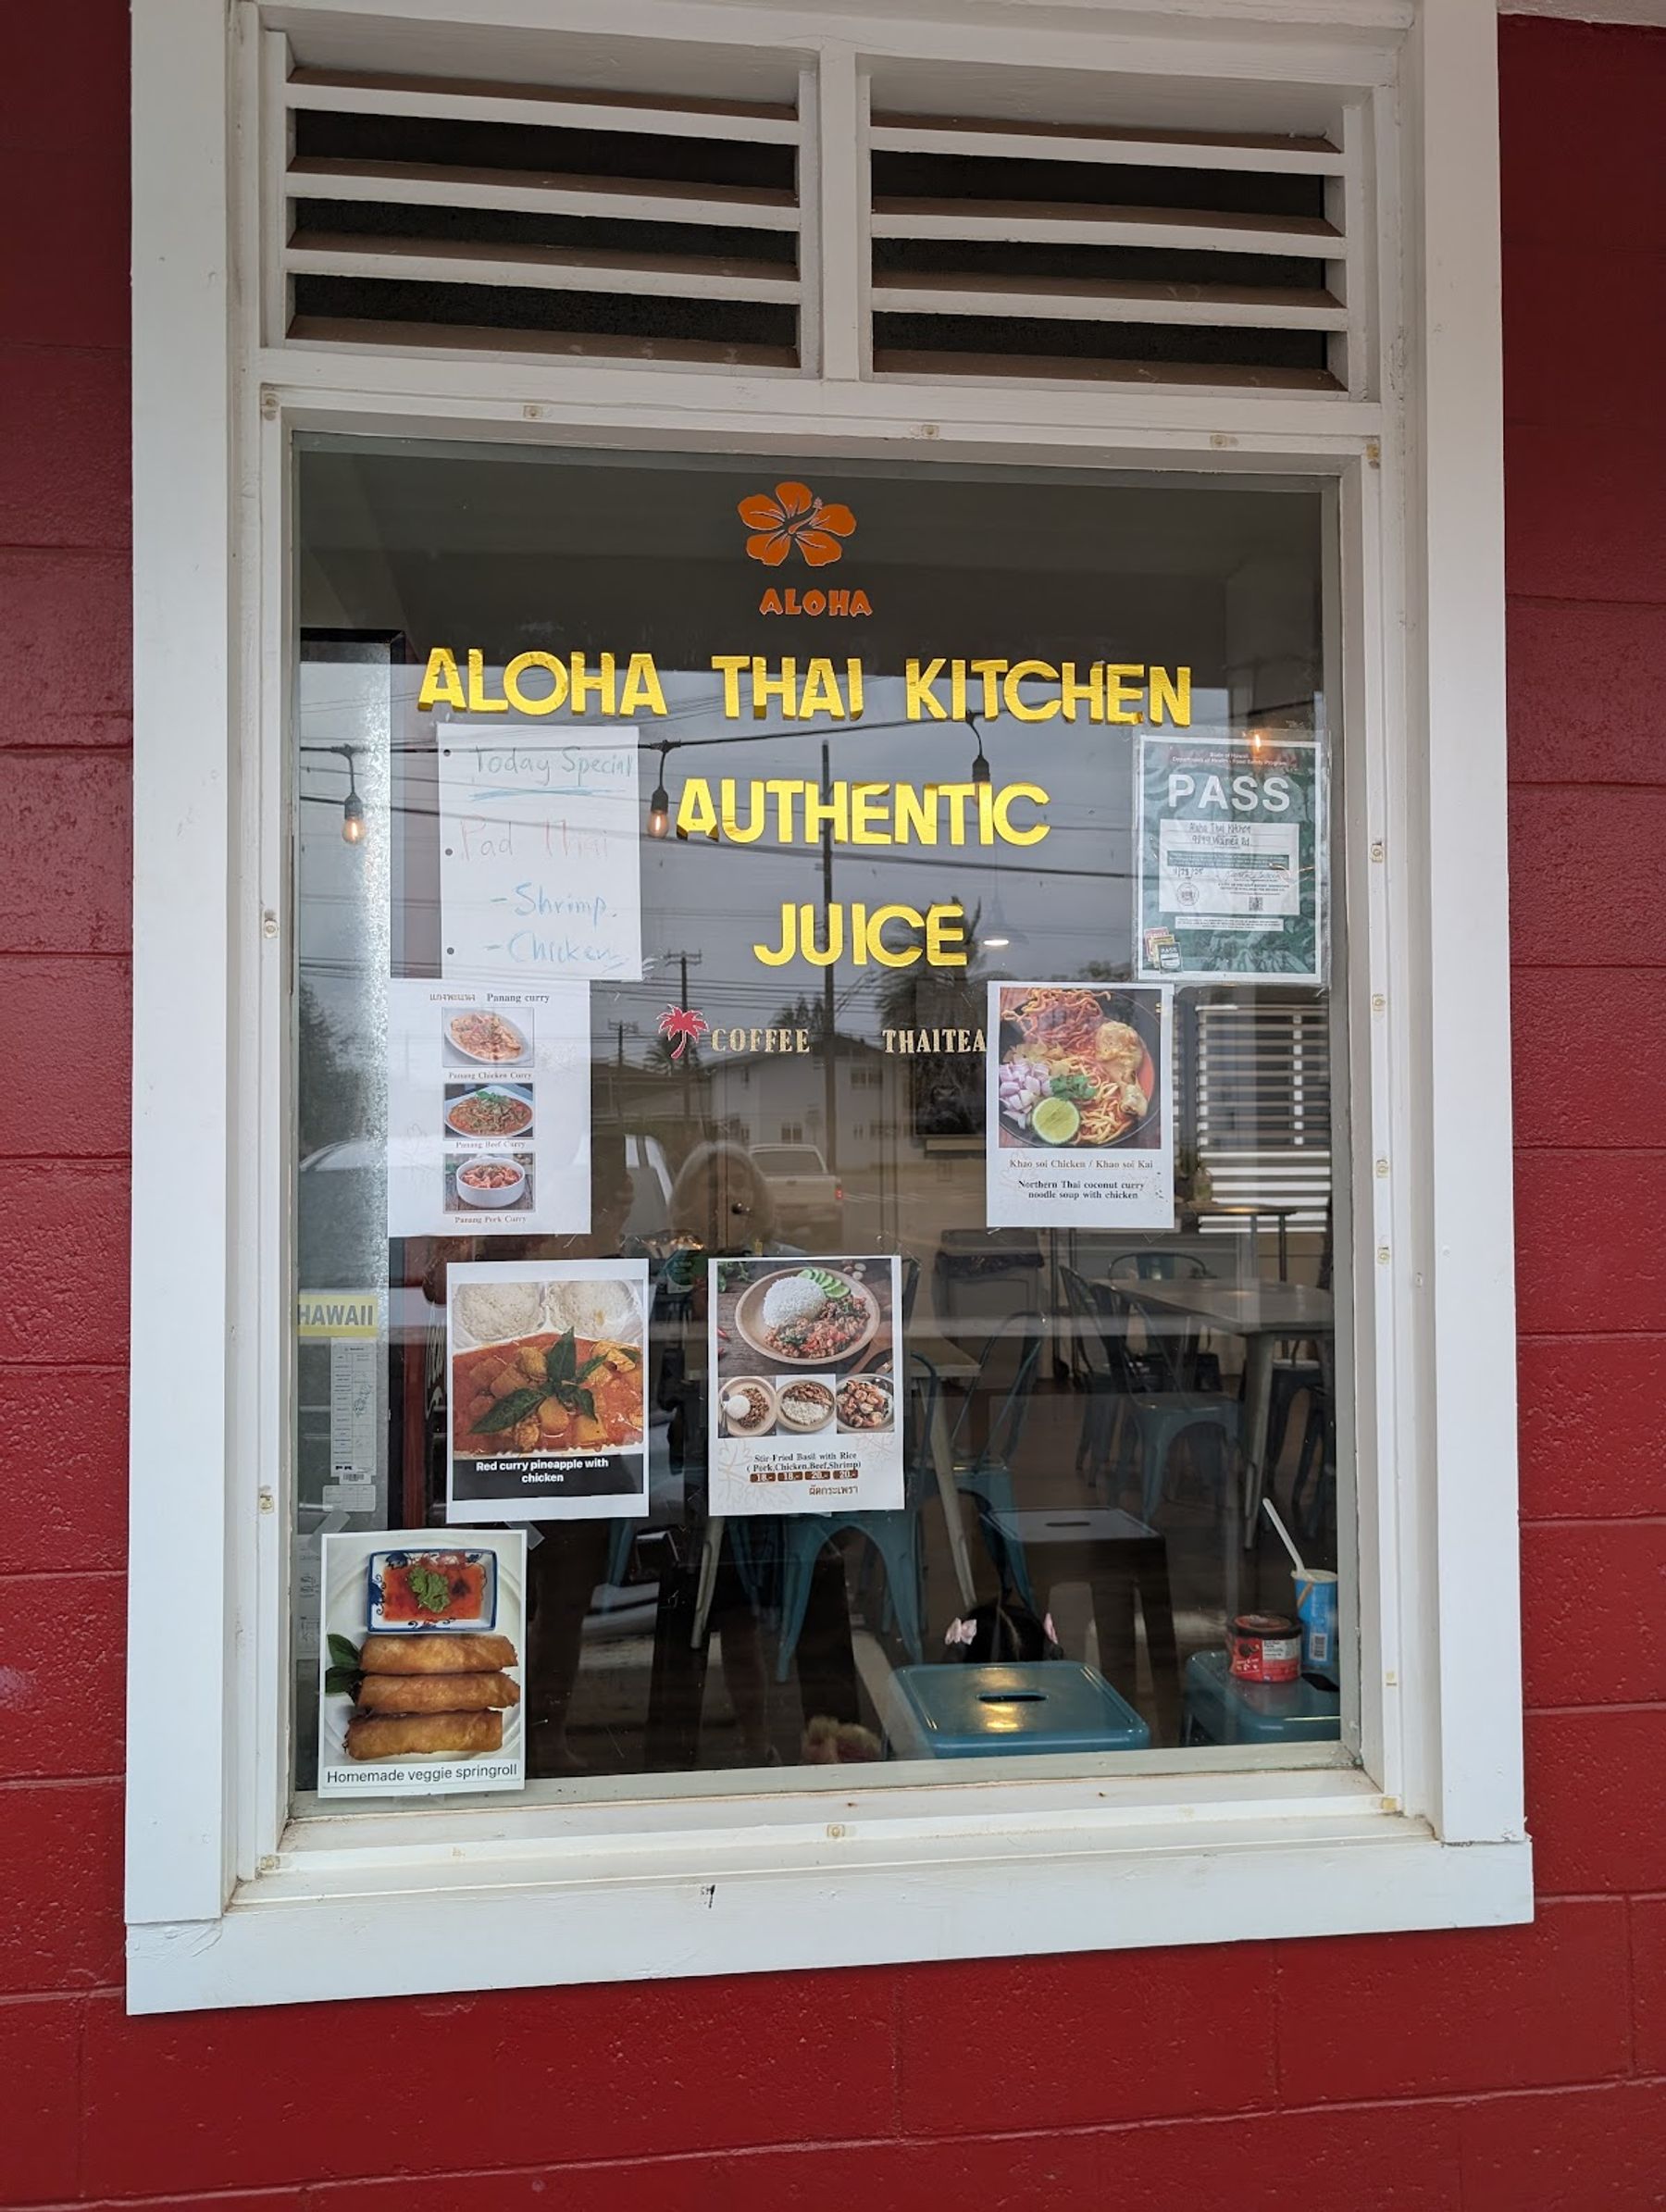 ALOHA
ALOHA THAI KITCHEN
AUTHENTIC
JUICE
COFFEE THAITEA
Today Special
Pad Thai
- Shrimp.
- Chicken
PASS
Aloha Thai Kitchen
แกงพะแนง Panang curry
Panang Chicken Curry
Panang Beef Curry
Panang Pork Curry
Khao soi Chicken / Khao soi Kai
Northern Thai coconut curry
noodle soup with chicken
HAWAII
Red curry pineapple with
chicken
Stir-Fried Basil with Rice
( Pork,Chicken,Beef,Shrimp)
18.- 18.- 20.- 20.-
ผัดกระเพรา
Homemade veggie springroll